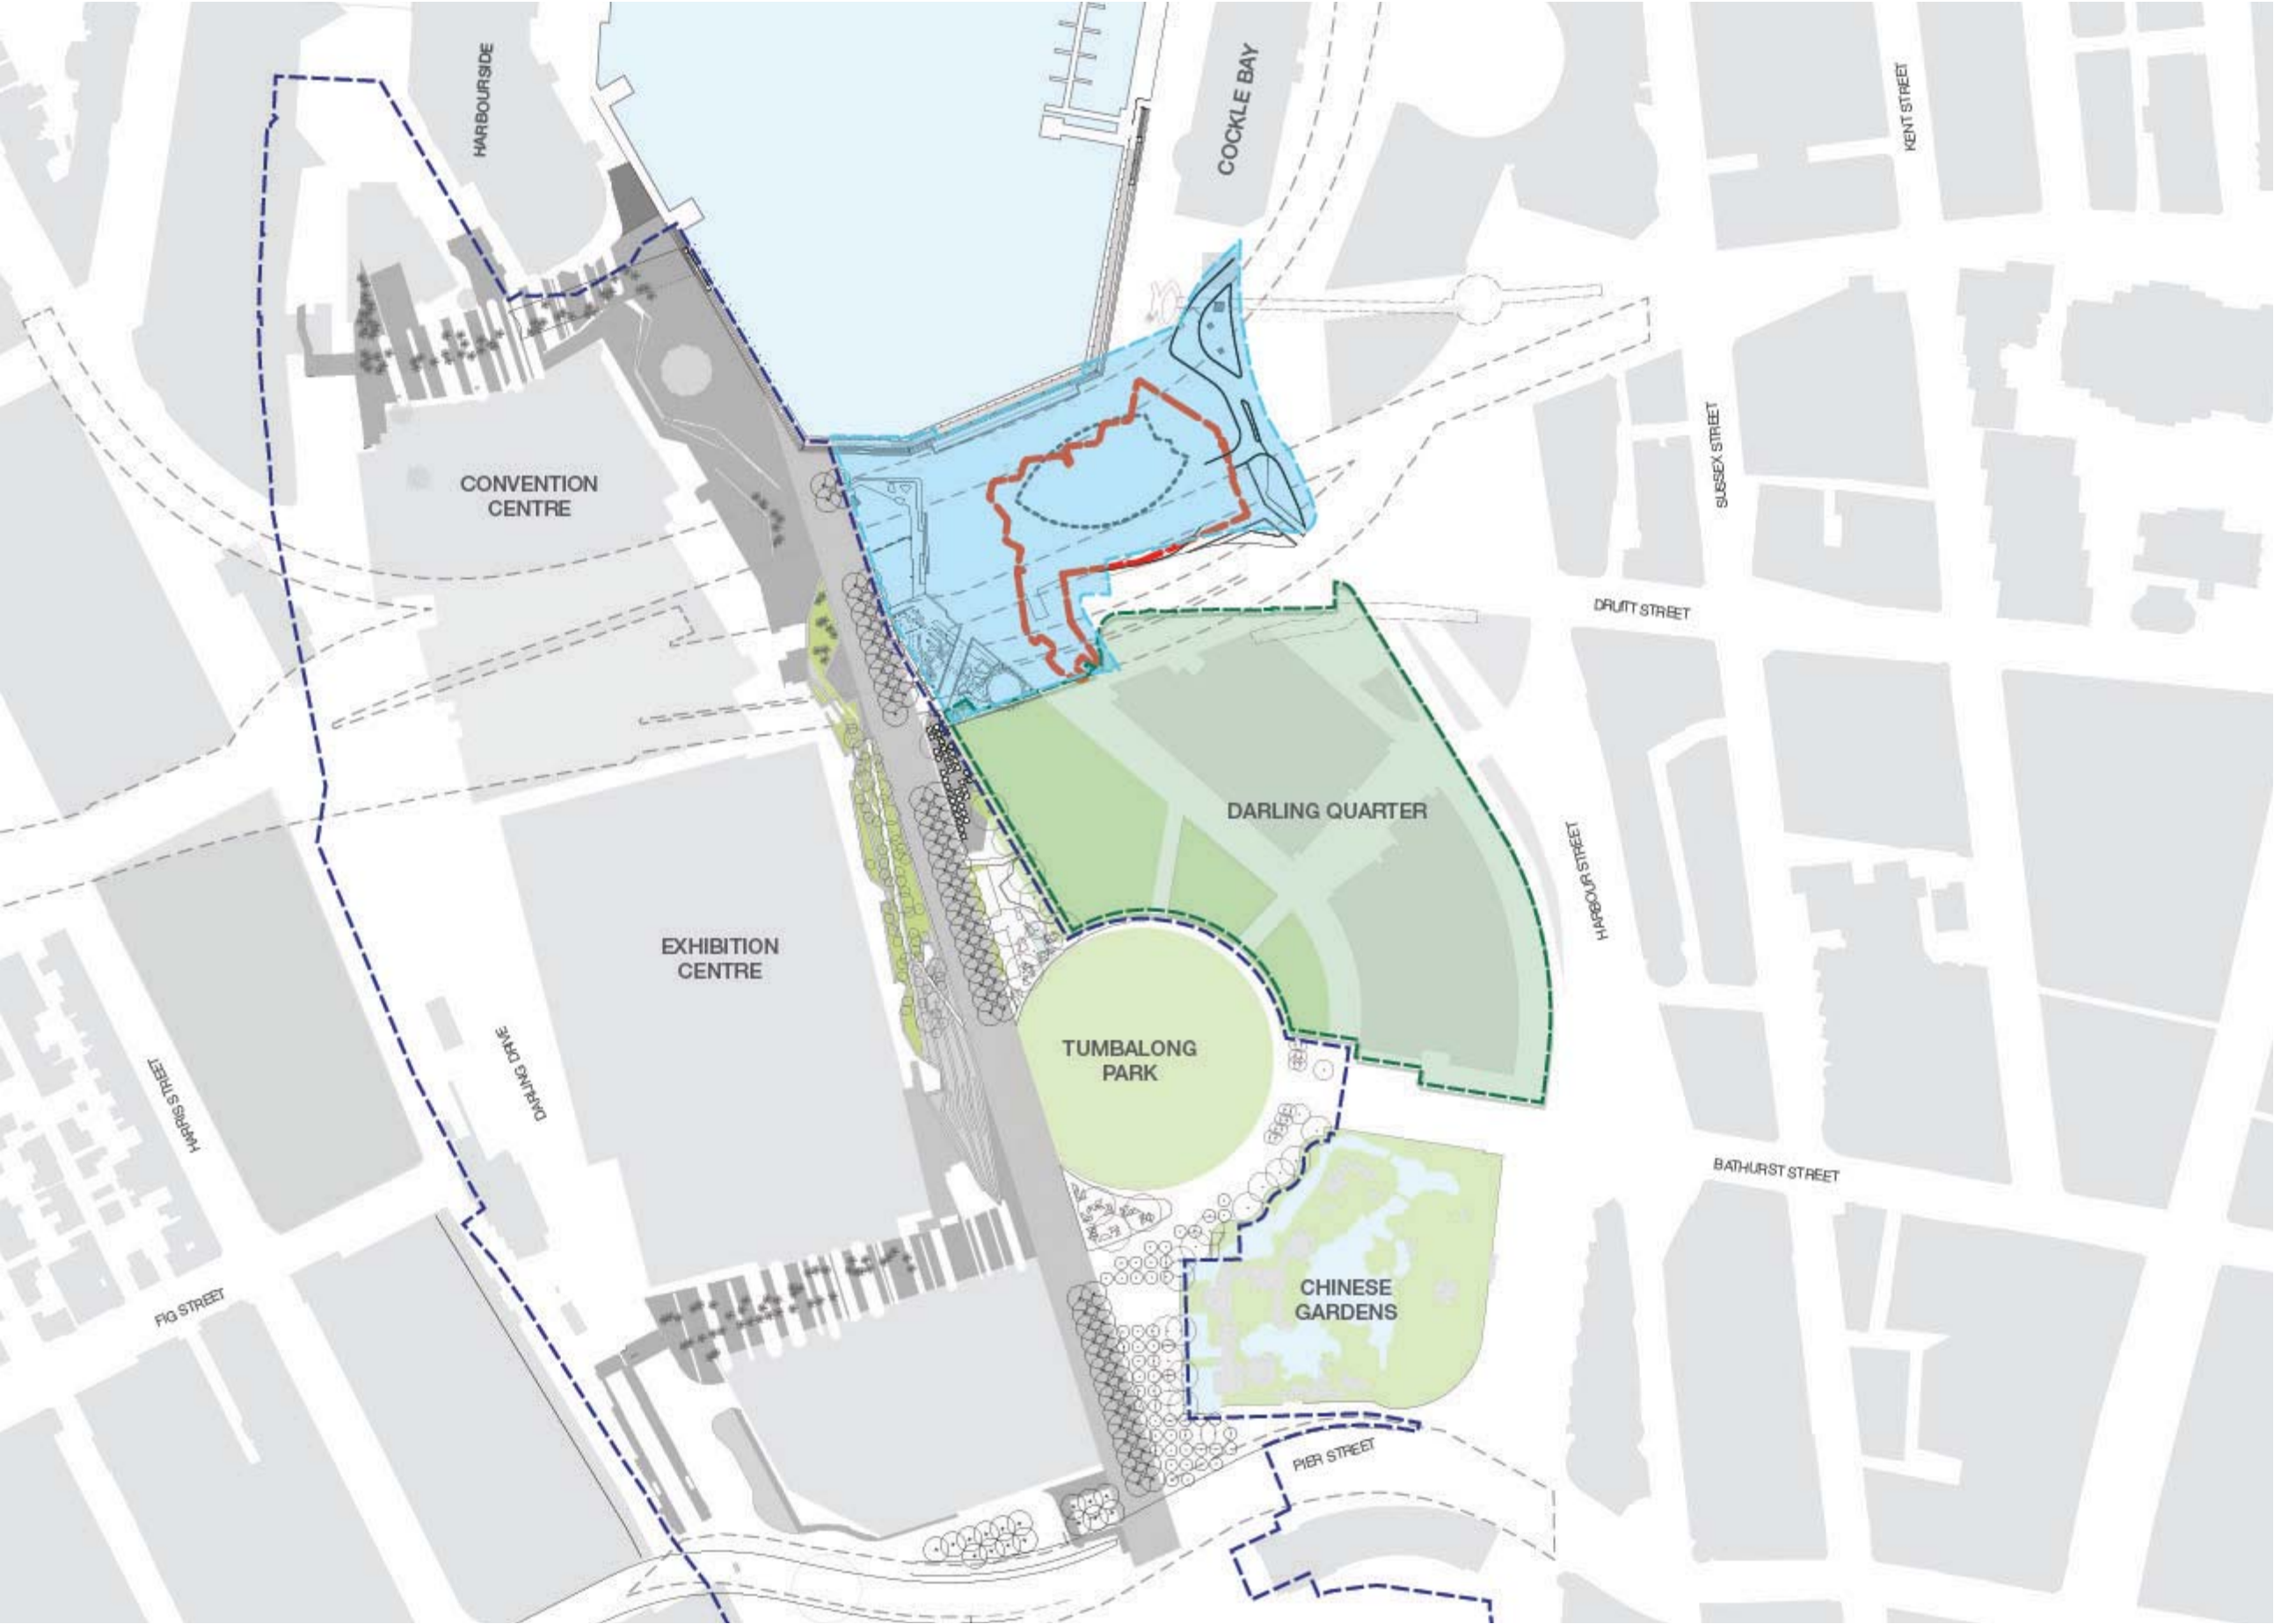 HARBOURSIDE
COCKLE BAY
KENT STREET
CONVENTION
CENTRE
SUSSEX STREET
DRUITT STREET
DARLING QUARTER
HARBOUR STREET
EXHIBITION
CENTRE
DARLING DRIVE
HARRIS STREET
TUMBALONG
PARK
BATHURST STREET
CHINESE
GARDENS
FIG STREET
PIER STREET